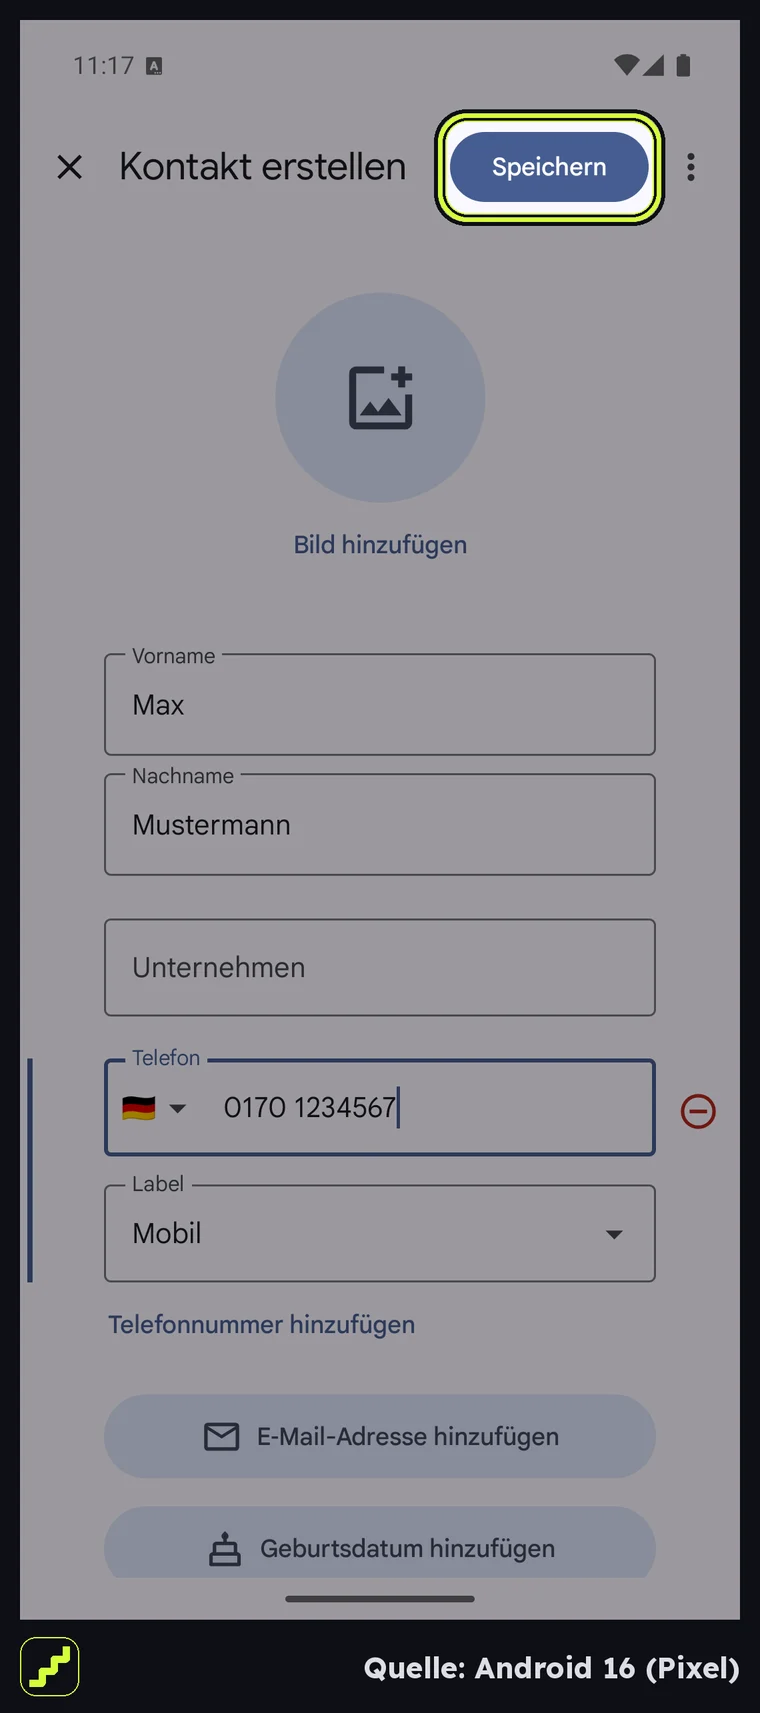 11:17
Kontakt erstellen
Speichern
Bild hinzufügen
Vorname
Max
Nachname
Mustermann
Unternehmen
Telefon
0170 1234567
Label
Mobil
Telefonnummer hinzufügen
E-Mail-Adresse hinzufügen
Geburtsdatum hinzufügen
Quelle: Android 16 (Pixel)